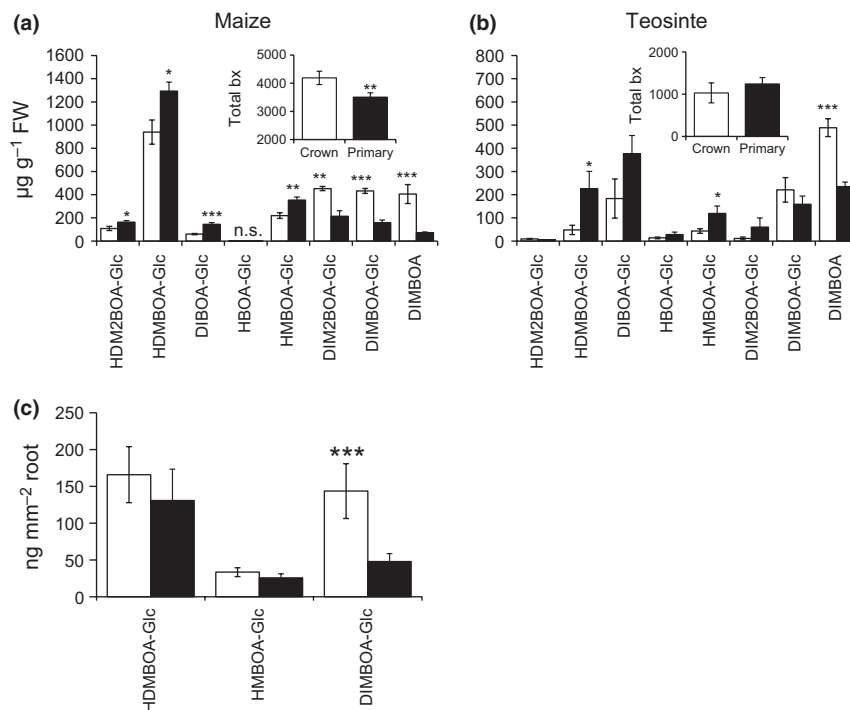 (a) Maize
µg g⁻¹ FW
1600
1400
1200
1000
800
600
400
200
0
* * *** n.s. ** ** *** ***
Total bx
5000
4000
3000
2000
**
Crown Primary
HDM2BOA-Glc
HDMBOA-Glc
DIBOA-Glc
HBOA-Glc
HMBOA-Glc
DIM2BOA-Glc
DIMBOA-Glc
DIMBOA
(b) Teosinte
800
700
600
500
400
300
200
100
0
* * ***
Total bx
2000
1000
0
Crown Primary
HDM2BOA-Glc
HDMBOA-Glc
DIBOA-Glc
HBOA-Glc
HMBOA-Glc
DIM2BOA-Glc
DIMBOA-Glc
DIMBOA
(c)
ng mm⁻² root
250
200
150
100
50
0
***
HDMBOA-Glc
HMBOA-Glc
DIMBOA-Glc